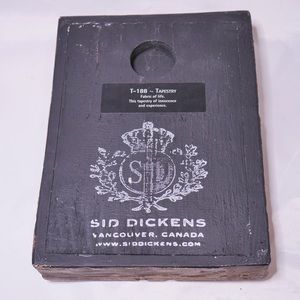 T-188 ~ Tapestry
Fabric of life.
This tapestry of innocence
and experience.
SD
SID DICKENS
VANCOUVER, CANADA
WWW.SIDDICKENS.COM